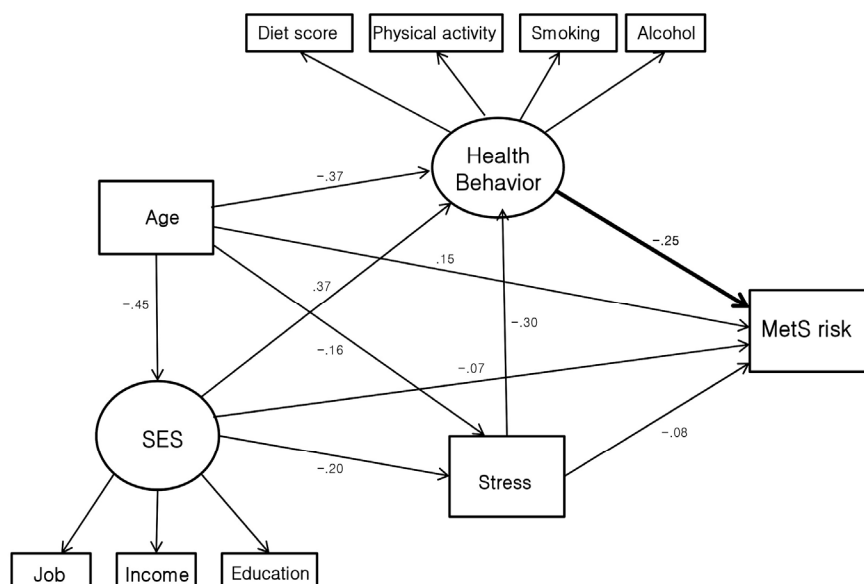 Diet score
Physical activity
Smoking
Alcohol
Health
Behavior
-.37
Age
.15
-.25
-.45
.37
-.30
MetS risk
-.16
-.07
SES
-.20
-.08
Stress
Job
Income
Education